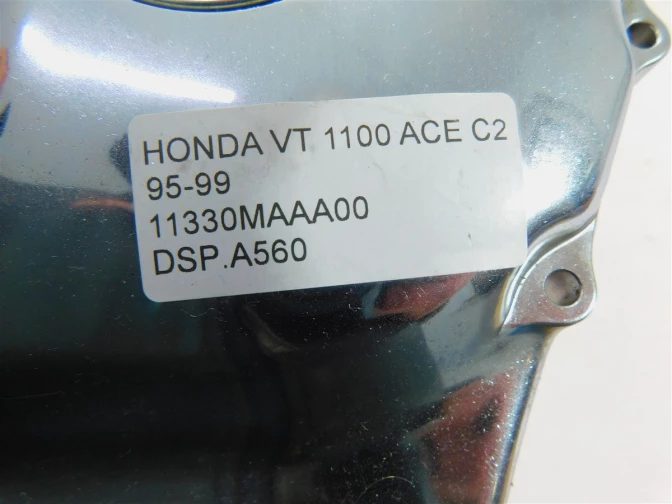 HONDA VT 1100 ACE C2
95-99
11330MAAA00
DSP.A560